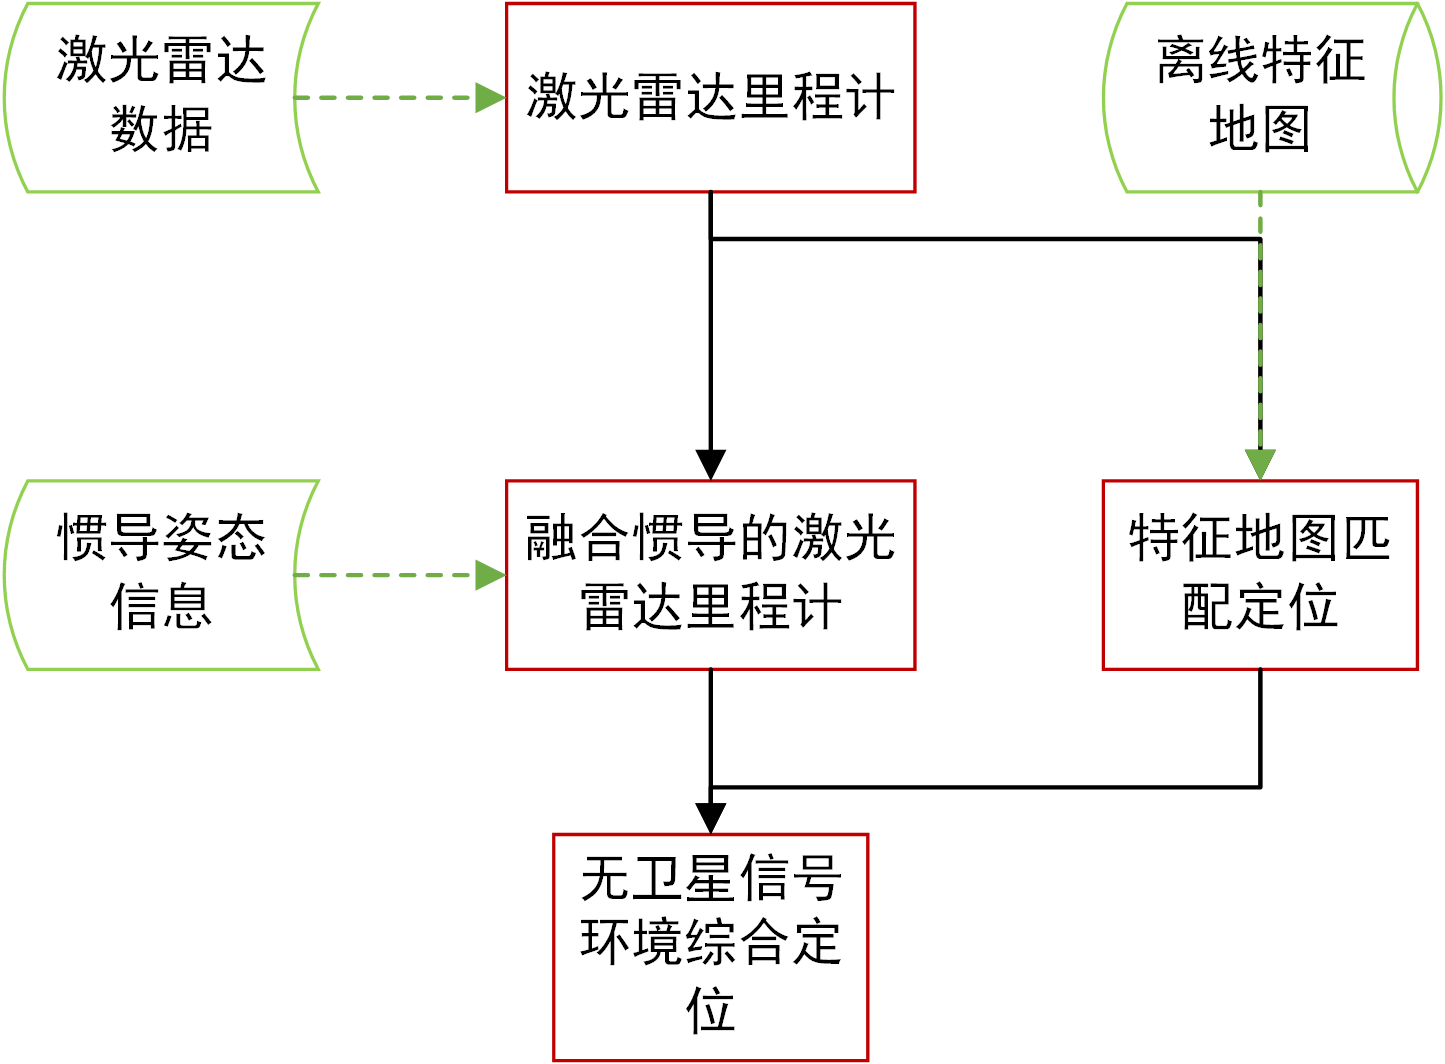 激光雷达
数据
激光雷达里程计
离线特征
地图
惯导姿态
信息
融合惯导的激光
雷达里程计
特征地图匹
配定位
无卫星信号
环境综合定
位